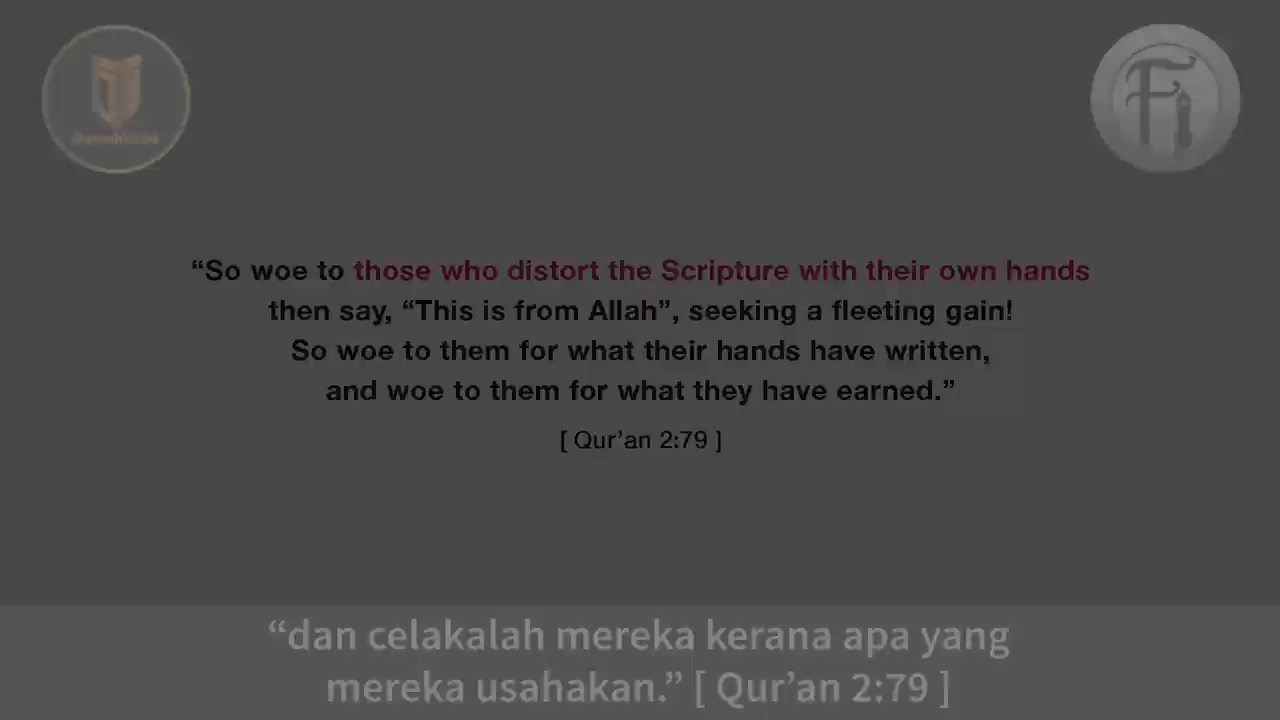 Fi
“So woe to those who distort the Scripture with their own hands
then say, “This is from Allah”, seeking a fleeting gain!
So woe to them for what their hands have written,
and woe to them for what they have earned.”
[ Qur’an 2:79 ]
“dan celakalah mereka kerana apa yang
mereka usahakan.” [ Qur’an 2:79 ]